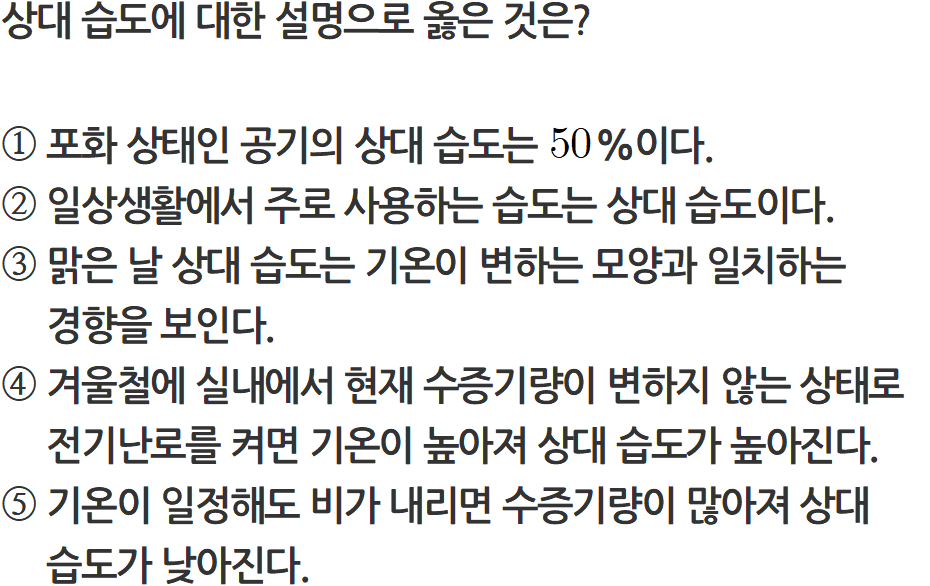 상대 습도에 대한 설명으로 옳은 것은?
① 포화 상태인 공기의 상대 습도는 50%이다.
② 일상생활에서 주로 사용하는 습도는 상대 습도이다.
③ 맑은 날 상대 습도는 기온이 변하는 모양과 일치하는
경향을 보인다.
④ 겨울철에 실내에서 현재 수증기량이 변하지 않는 상태로
전기난로를 켜면 기온이 높아져 상대 습도가 높아진다.
⑤ 기온이 일정해도 비가 내리면 수증기량이 많아져 상대
습도가 낮아진다.